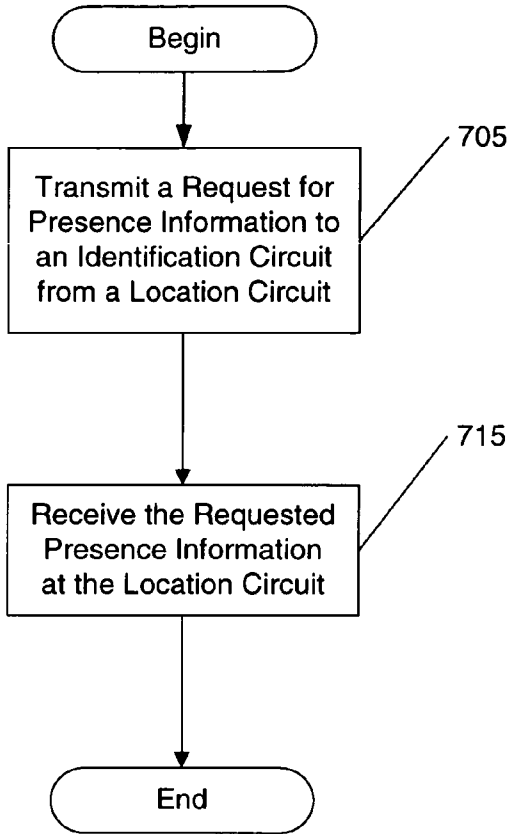 Begin
705
Transmit a Request for
Presence Information to
an Identification Circuit
from a Location Circuit
715
Receive the Requested
Presence Information
at the Location Circuit
End